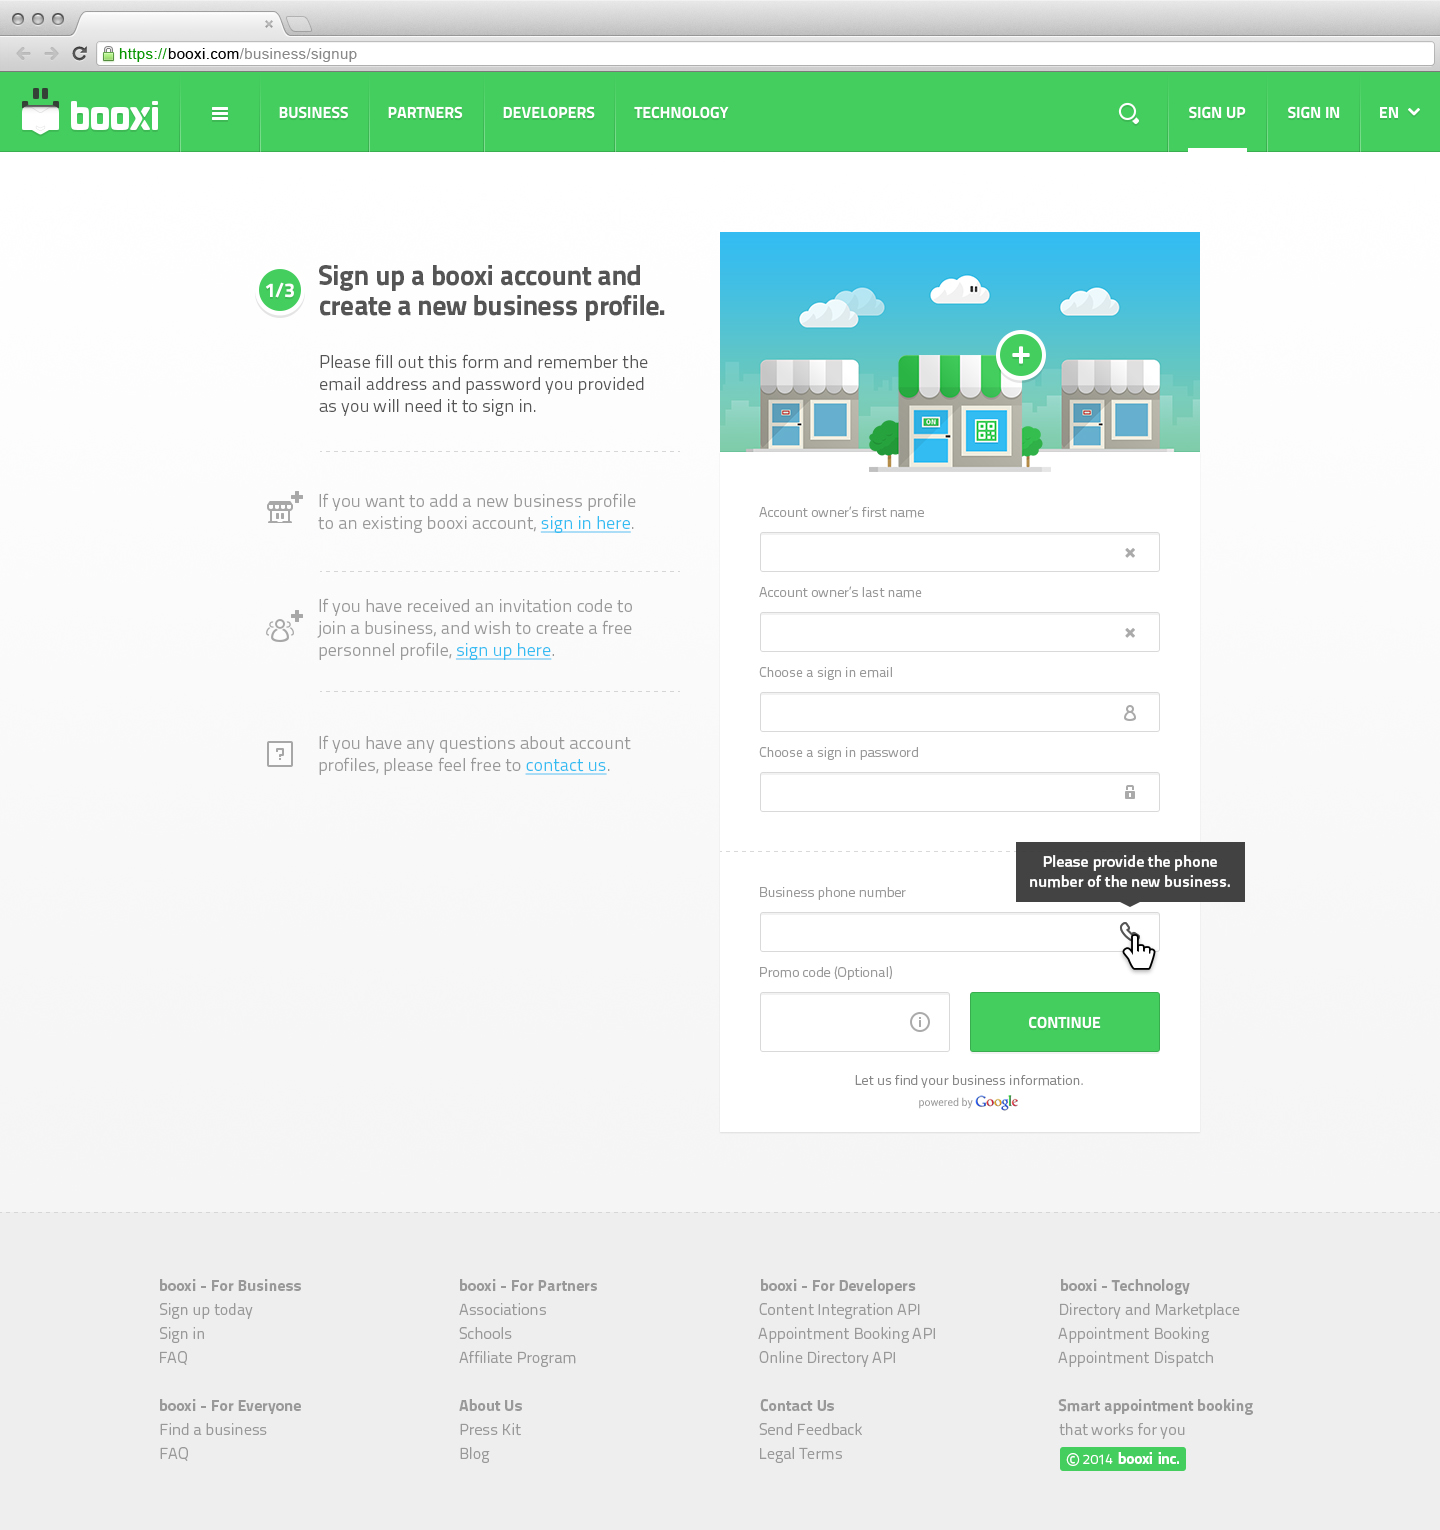 https://booxi.com/business/signup
booxi
BUSINESS
PARTNERS
DEVELOPERS
TECHNOLOGY
SIGN UP
SIGN IN
EN
1/3
Sign up a booxi account and
create a new business profile.
Please fill out this form and remember the
email address and password you provided
as you will need it to sign in.
If you want to add a new business profile
to an existing booxi account, sign in here.
If you have received an invitation code to
join a business, and wish to create a free
personnel profile, sign up here.
If you have any questions about account
profiles, please feel free to contact us.
ON
Account owner's first name
Account owner's last name
Choose a sign in email
Choose a sign in password
Please provide the phone
number of the new business.
Business phone number
Promo code (Optional)
CONTINUE
Let us find your business information.
powered by Google
booxi - For Business
Sign up today
Sign in
FAQ
booxi - For Partners
Associations
Schools
Affiliate Program
booxi - For Developers
Content Integration API
Appointment Booking API
Online Directory API
booxi - Technology
Directory and Marketplace
Appointment Booking
Appointment Dispatch
booxi - For Everyone
Find a business
FAQ
About Us
Press Kit
Blog
Contact Us
Send Feedback
Legal Terms
Smart appointment booking
that works for you
© 2014 booxi inc.